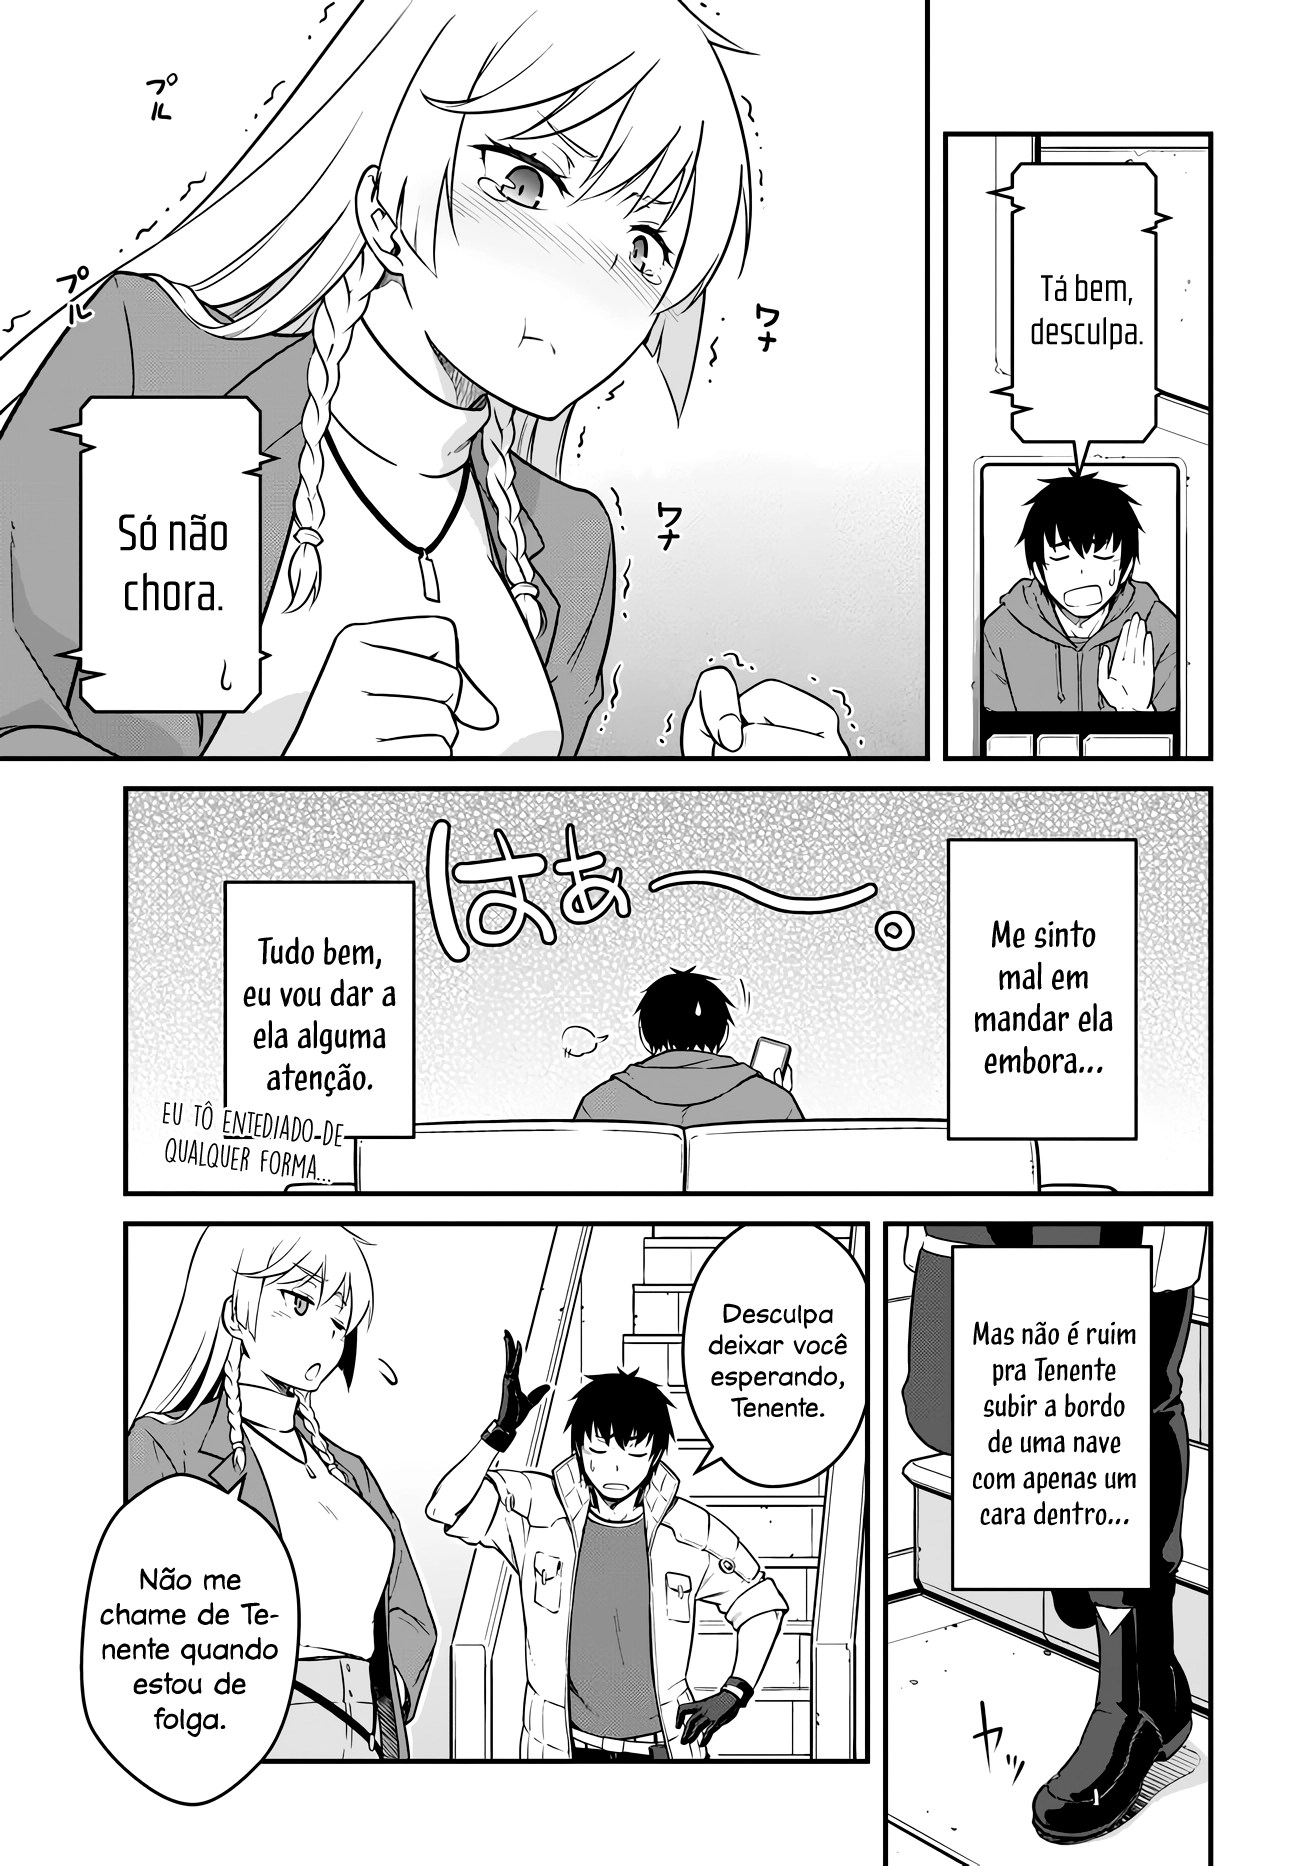 Tá bem,
desculpa.
プル
プル
ワナ
ワナ
Só não
chora.
Me sinto
mal em
mandar ela
embora...
はぁ〜。
Tudo bem,
eu vou dar a
ela alguma
atenção.
EU TÔ ENTEDIADO DE
QUALQUER FORMA...
Mas não é ruim
pra Tenente
subir a bordo
de uma nave
com apenas um
cara dentro...
ヤッ
Desculpa
deixar você
esperando,
Tenente.
Não me
chame de Te-
nente quando
estou de
folga.